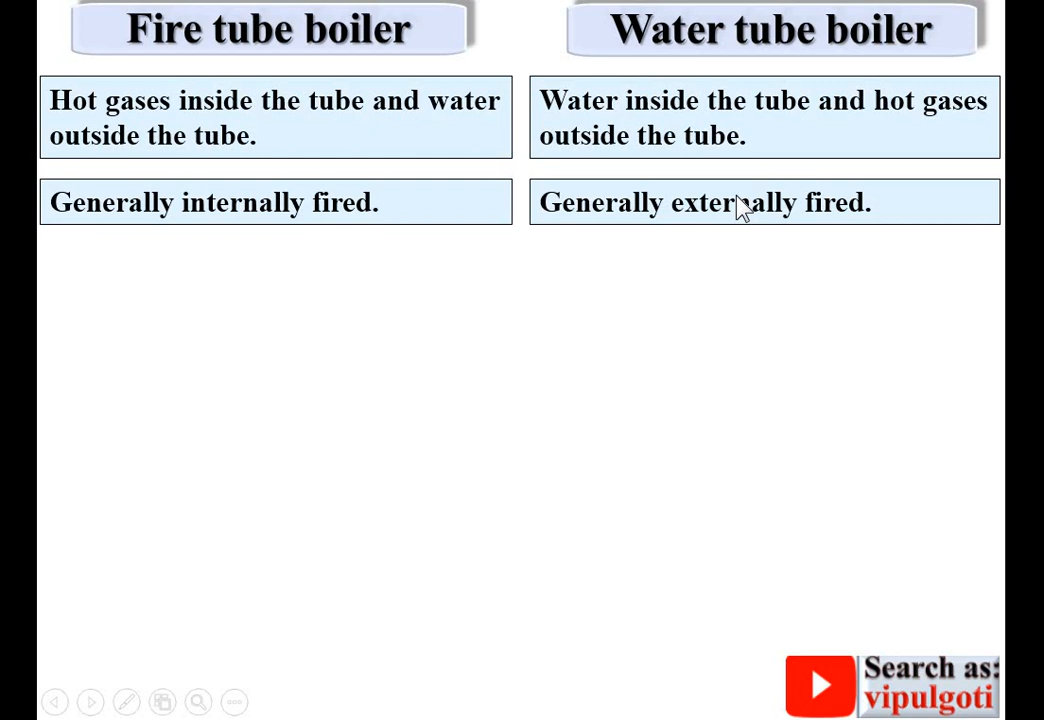 Fire tube boiler
Water tube boiler
Hot gases inside the tube and water
outside the tube.
Water inside the tube and hot gases
outside the tube.
Generally internally fired.
Generally externally fired.
Search as:
vipulgoti